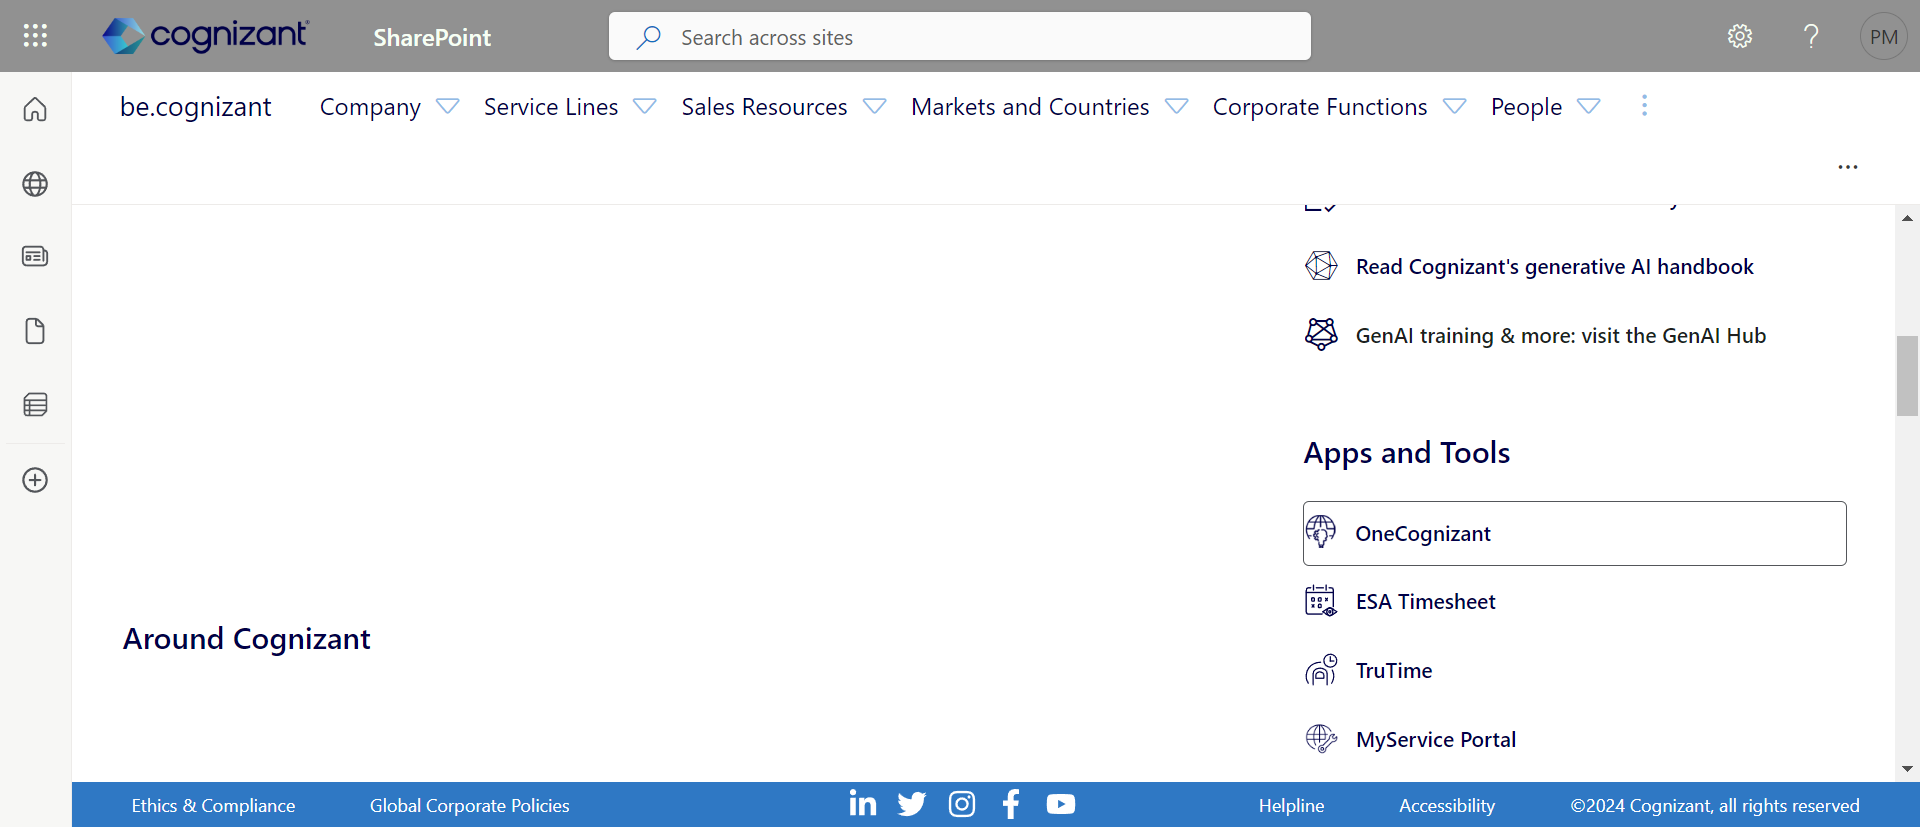 cognizant
SharePoint
Search across sites
PM
be.cognizant
Company
Service Lines
Sales Resources
Markets and Countries
Corporate Functions
People
Read Cognizant's generative AI handbook
GenAI training & more: visit the GenAI Hub
Apps and Tools
OneCognizant
ESA Timesheet
TruTime
MyService Portal
Around Cognizant
Ethics & Compliance
Global Corporate Policies
Helpline
Accessibility
©2024 Cognizant, all rights reserved